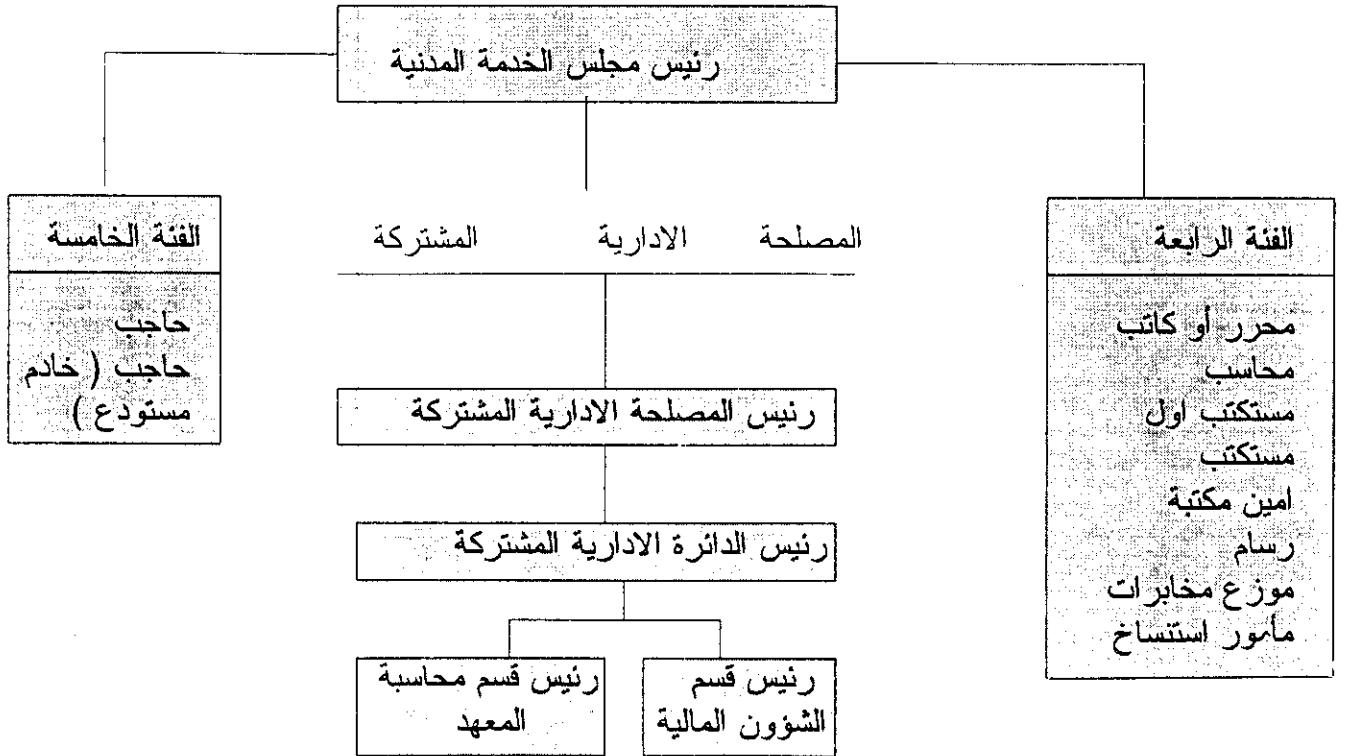 رئيس مجلس الخدمة المدنية
الفئة الرابعة
محرر أو كاتب
محاسب
مستكتب اول
مستكتب
امين مكتبة
رسام
موزع مخابرات
مأمور استنساخ
المصلحة الادارية المشتركة
رئيس المصلحة الادارية المشتركة
رئيس الدائرة الادارية المشتركة
رئيس قسم
الشؤون المالية
رئيس قسم محاسبة
المعهد
الفئة الخامسة
حاجب
حاجب ( خادم
مستودع )